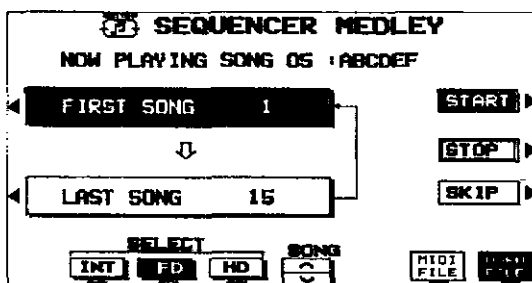 SEQUENCER MEDLEY
NOW PLAYING SONG 05 :ABCDEF
FIRST SONG 1
START
STOP
LAST SONG 15
SKIP
SELECT
SONG
INT FD HD
MIDI FILE